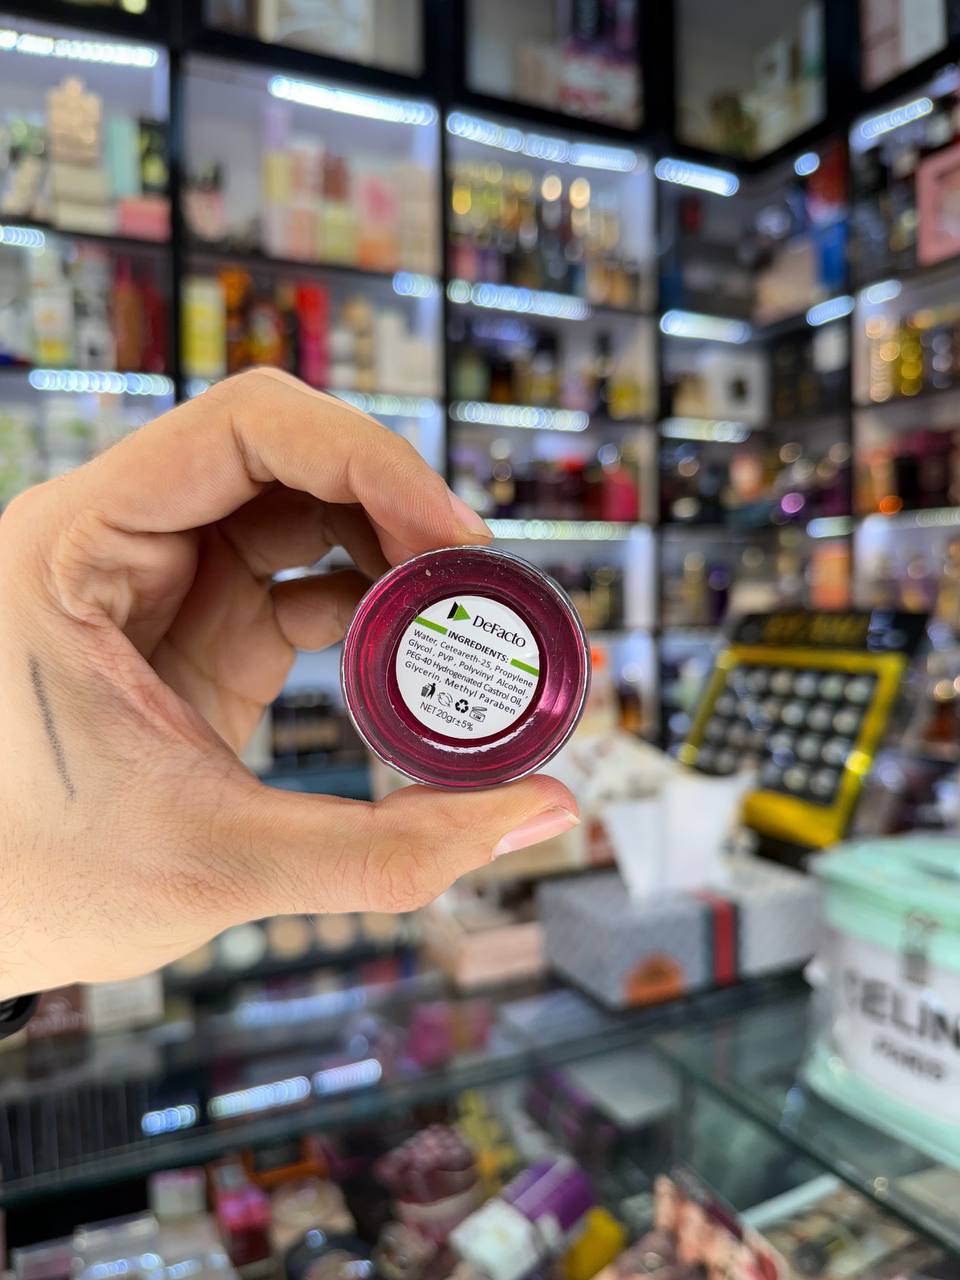 DeFacto
INGREDIENTS:
Water, Ceteareth-25, Propylene
Glycol, PVP, Polyvinyl Alcohol,
PEG-40 Hydrogenated Castrol Oil,
Glycerin, Methyl Paraben
NET20gr±5%
CELIN
PARIS